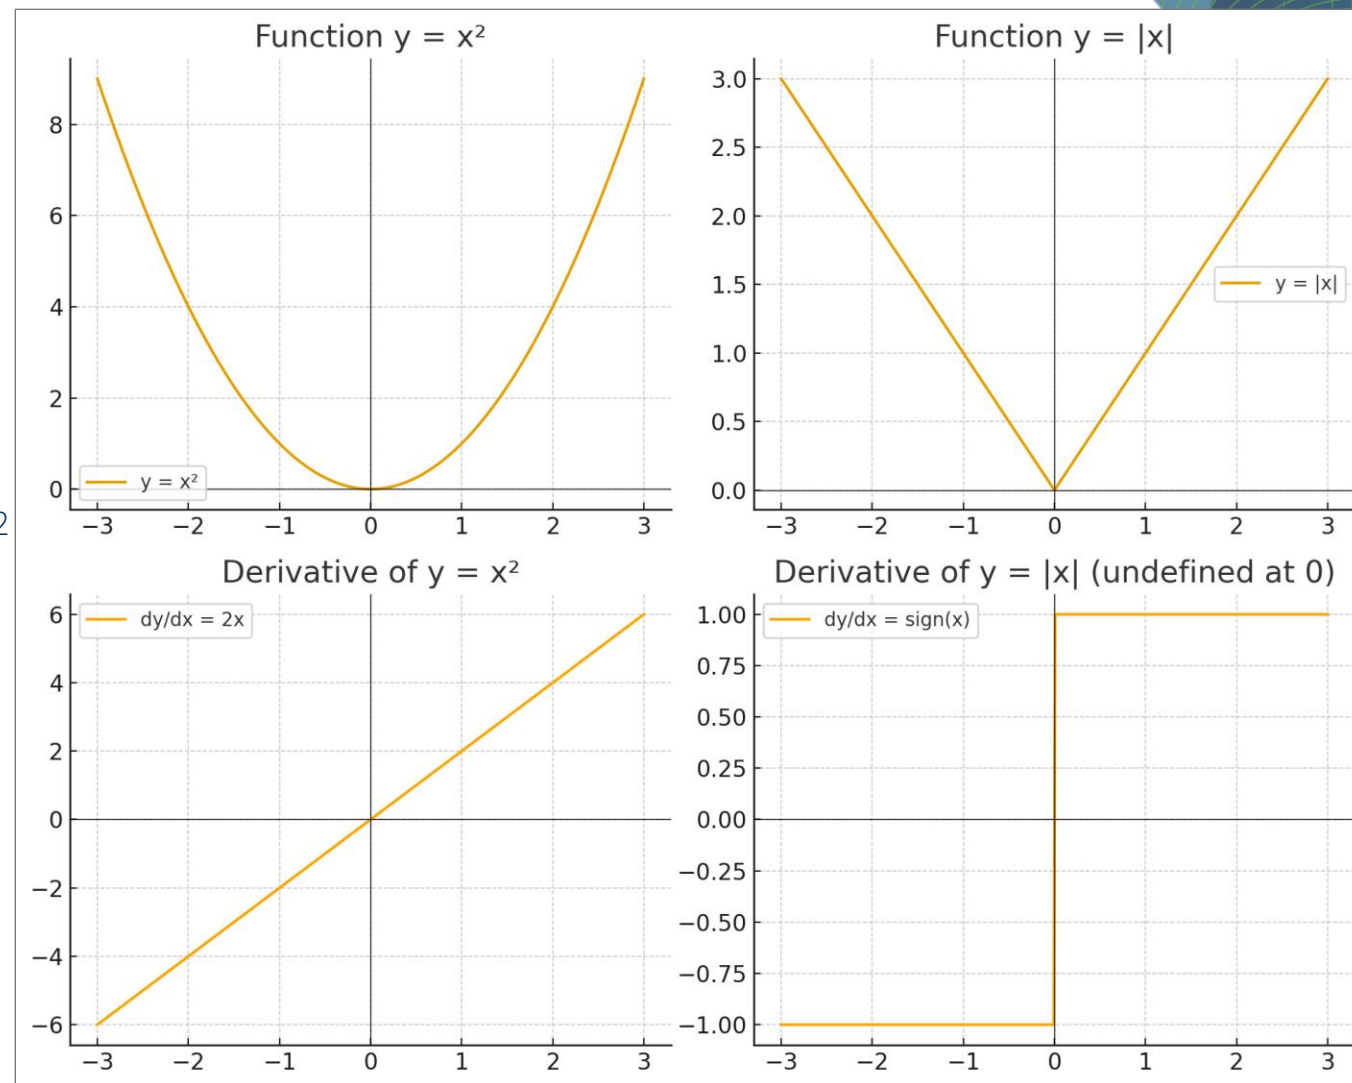 Function y = x²
8
6
4
2
0
y = x²
−3 −2 −1 0 1 2 3
Function y = |x|
3.0
2.5
2.0
1.5
1.0
0.5
0.0
y = |x|
−3 −2 −1 0 1 2 3
2
Derivative of y = x²
6
4
2
0
−2
−4
−6
dy/dx = 2x
−3 −2 −1 0 1 2 3
Derivative of y = |x| (undefined at 0)
1.00
0.75
0.50
0.25
0.00
−0.25
−0.50
−0.75
−1.00
dy/dx = sign(x)
−3 −2 −1 0 1 2 3